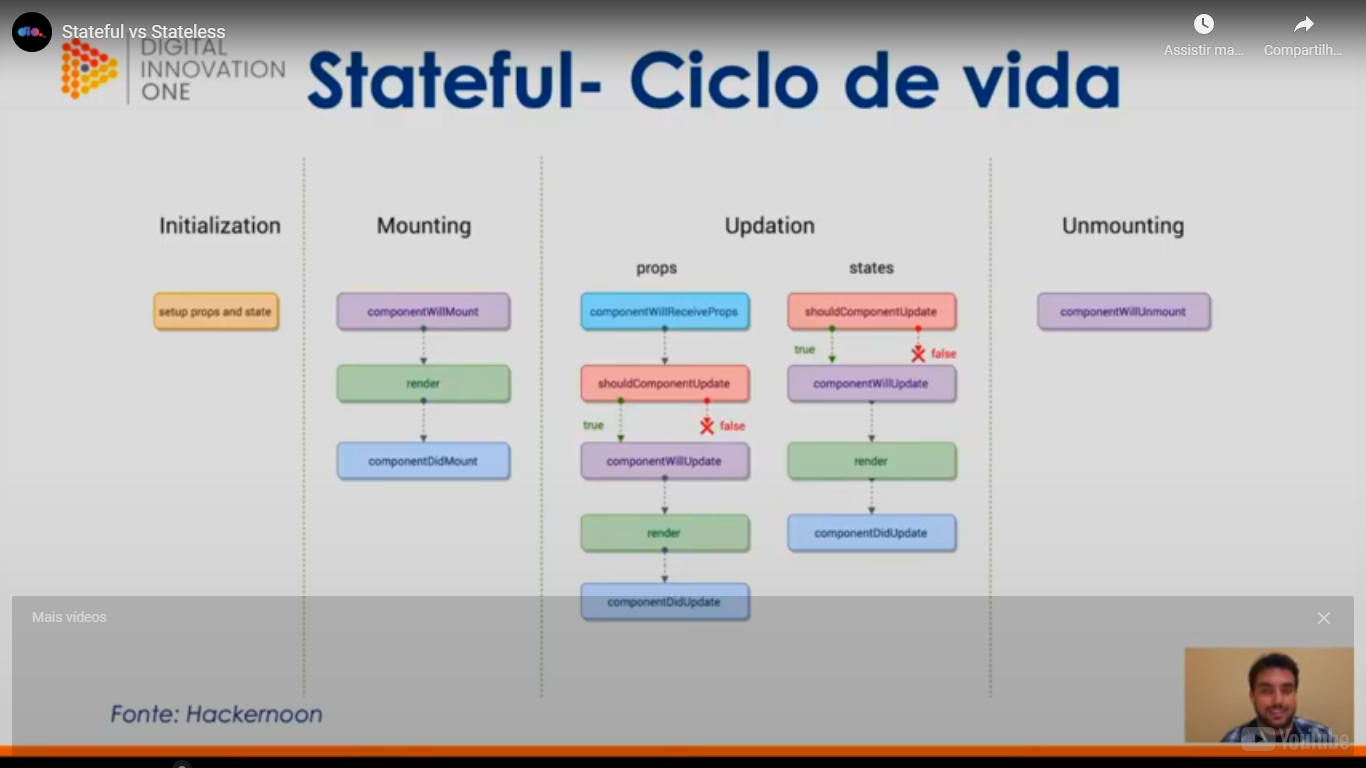 Stateful vs Stateless
Assistir ma...
Compartilh...
DIGITAL
INNOVATION
ONE
Stateful- Ciclo de vida
Initialization
Mounting
Updation
Unmounting
props
states
setup props and state
componentWillMount
render
componentDidMount
componentWillReceiveProps
shouldComponentUpdate
true
false
componentWillUpdate
render
componentDidUpdate
shouldComponentUpdate
true
false
componentWillUpdate
render
componentDidUpdate
componentWillUnmount
Mais vídeos
Fonte: Hackernoon
YouTube